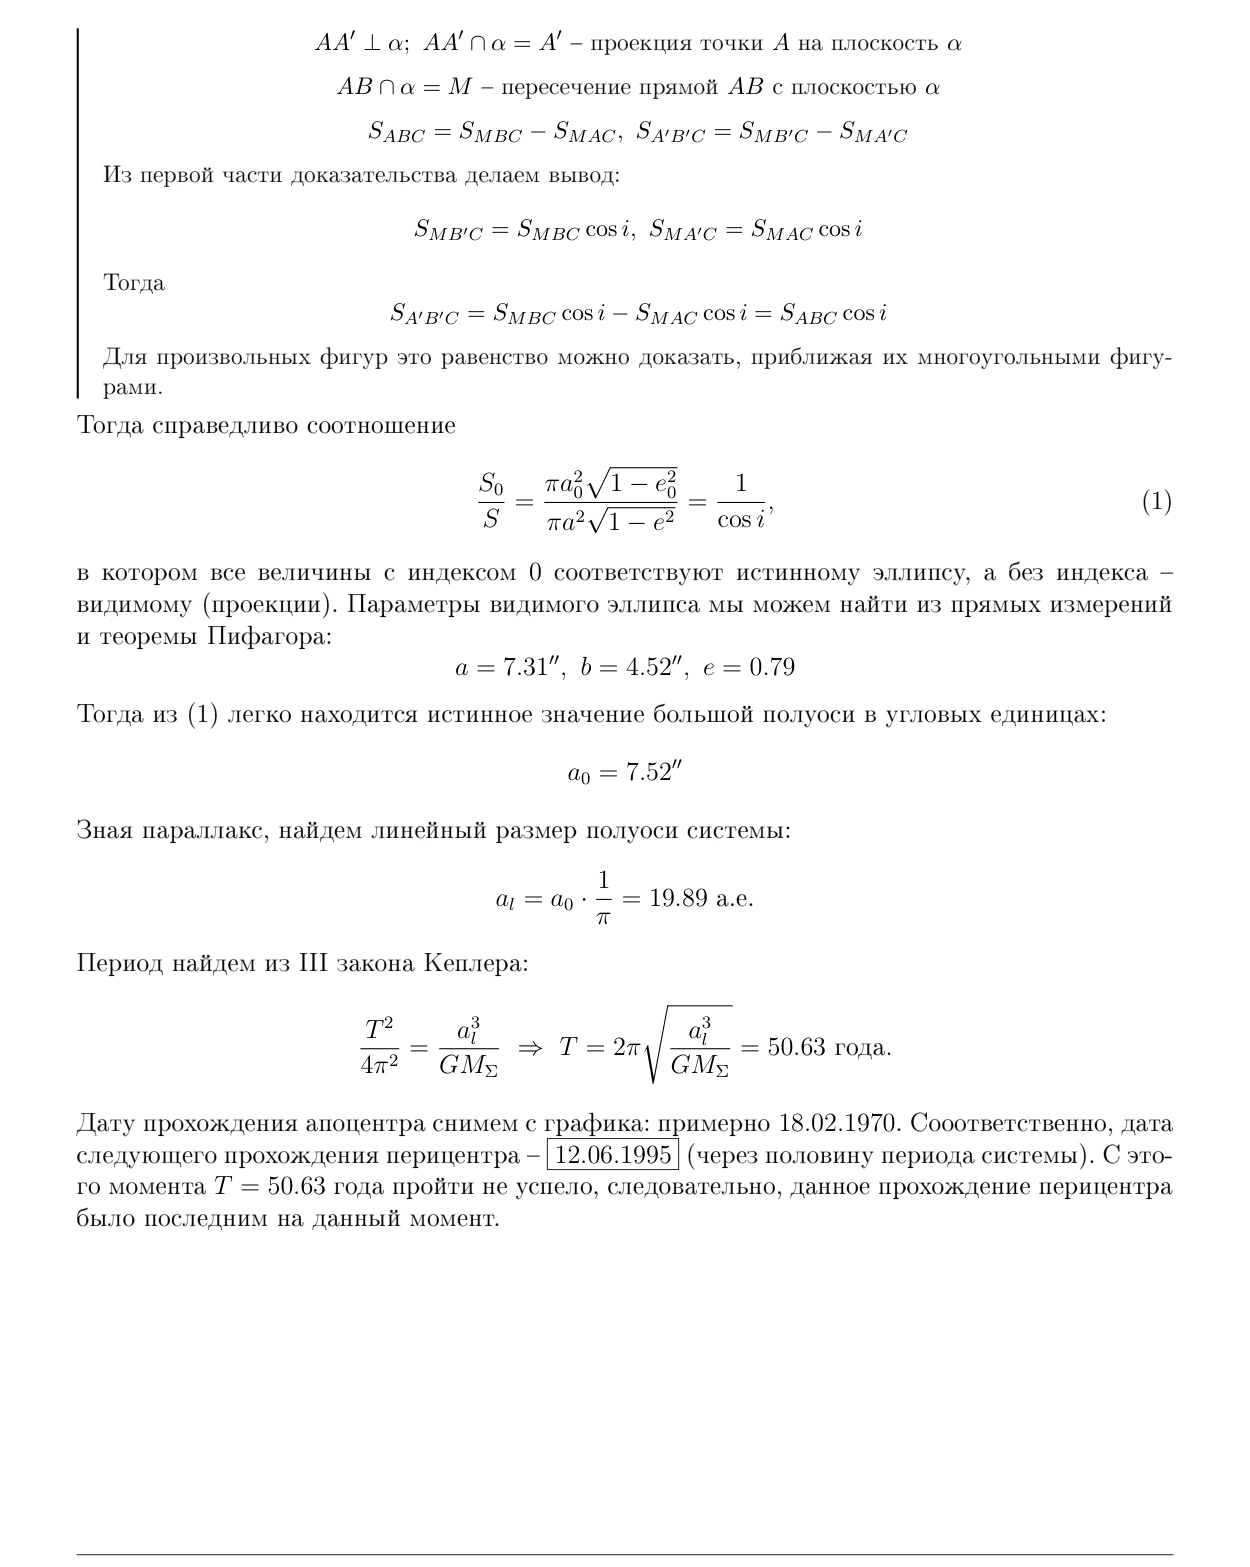 AA′ ⊥ α; AA′ ∩ α = A′ – проекция точки A на плоскость α
AB ∩ α = M – пересечение прямой AB с плоскостью α
S_{ABC} = S_{MBC} − S_{MAC}, S_{A′B′C} = S_{MB′C} − S_{MA′C}
Из первой части доказательства делаем вывод:
S_{MB′C} = S_{MBC} cos i, S_{MA′C} = S_{MAC} cos i
Тогда
S_{A′B′C} = S_{MBC} cos i − S_{MAC} cos i = S_{ABC} cos i
Для произвольных фигур это равенство можно доказать, приближая их многоугольными фигу-
рами.
Тогда справедливо соотношение
\frac{S_0}{S} = \frac{πa_0^2\sqrt{1 − e_0^2}}{πa^2\sqrt{1 − e^2}} = \frac{1}{\cos i}, (1)
в котором все величины с индексом 0 соответствуют истинному эллипсу, а без индекса –
видимому (проекции). Параметры видимого эллипса мы можем найти из прямых измерений
и теоремы Пифагора:
a = 7.31″, b = 4.52″, e = 0.79
Тогда из (1) легко находится истинное значение большой полуоси в угловых единицах:
a_0 = 7.52″
Зная параллакс, найдем линейный размер полуоси системы:
a_l = a_0 · \frac{1}{π} = 19.89 а.е.
Период найдем из III закона Кеплера:
\frac{T^2}{4π^2} = \frac{a_l^3}{GM_Σ} ⇒ T = 2π\sqrt{\frac{a_l^3}{GM_Σ}} = 50.63 года.
Дату прохождения апоцентра снимем с графика: примерно 18.02.1970. Сооответственно, дата
следующего прохождения перицентра – 12.06.1995 (через половину периода системы). С это-
го момента T = 50.63 года пройти не успело, следовательно, данное прохождение перицентра
было последним на данный момент.